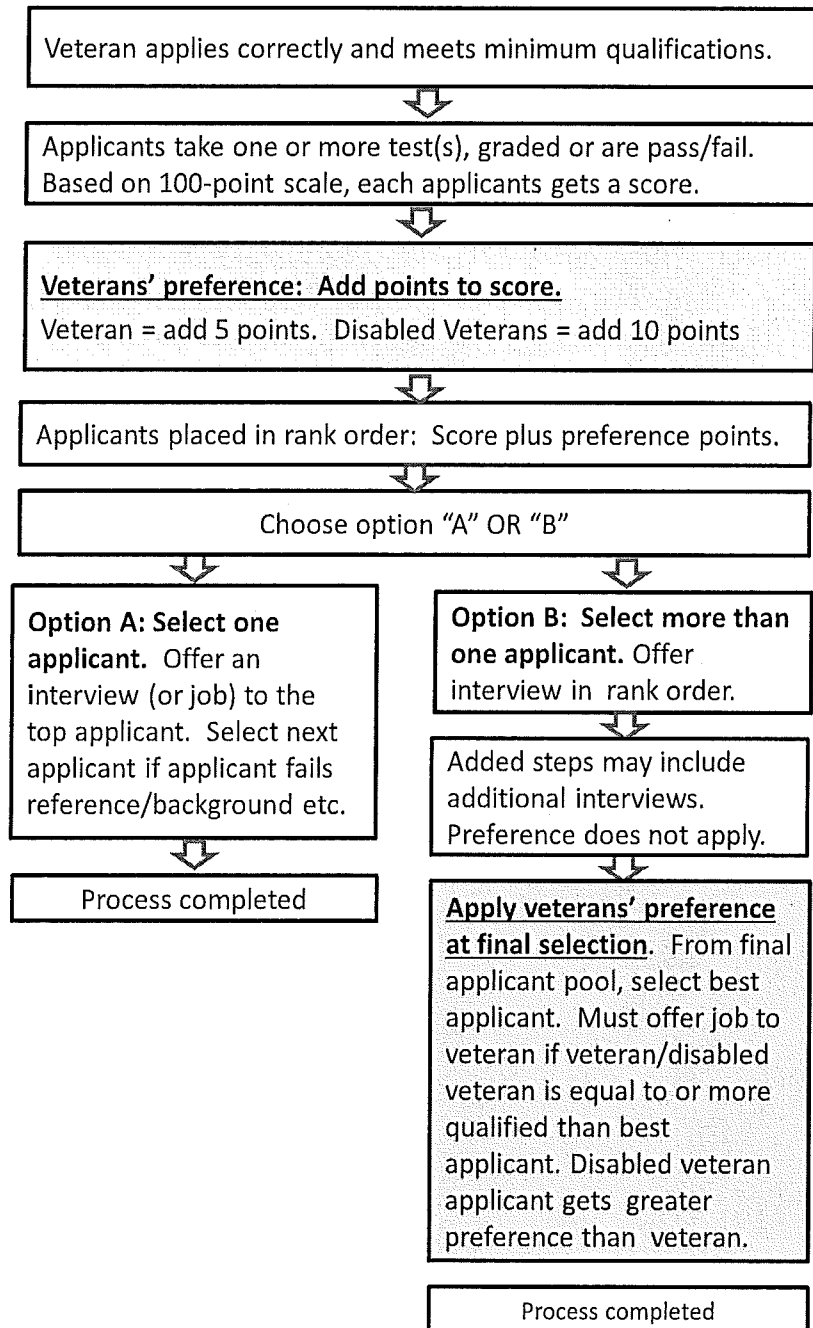 Veteran applies correctly and meets minimum qualifications.
Applicants take one or more test(s), graded or are pass/fail.
Based on 100-point scale, each applicants gets a score.
Veterans' preference: Add points to score.
Veteran = add 5 points. Disabled Veterans = add 10 points
Applicants placed in rank order: Score plus preference points.
Choose option “A” OR “B”
Option A: Select one
applicant. Offer an
interview (or job) to the
top applicant. Select next
applicant if applicant fails
reference/background etc.
Process completed
Option B: Select more than
one applicant. Offer
interview in rank order.
Added steps may include
additional interviews.
Preference does not apply.
Apply veterans' preference
at final selection. From final
applicant pool, select best
applicant. Must offer job to
veteran if veteran/disabled
veteran is equal to or more
qualified than best
applicant. Disabled veteran
applicant gets greater
preference than veteran.
Process completed